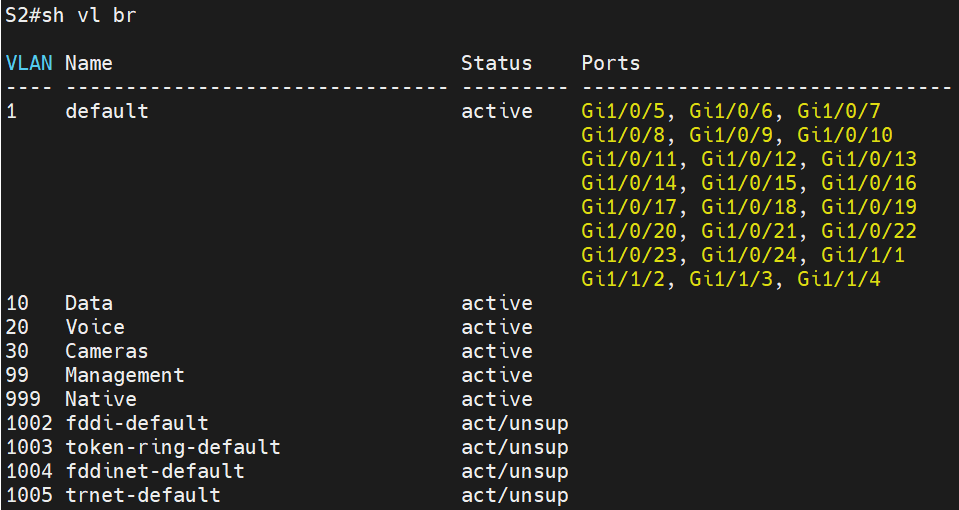 S2#sh vl br
VLAN Name                             Status    Ports
---- -------------------------------- --------- -------------------------------
1    default                          active    Gi1/0/5, Gi1/0/6, Gi1/0/7
                                                Gi1/0/8, Gi1/0/9, Gi1/0/10
                                                Gi1/0/11, Gi1/0/12, Gi1/0/13
                                                Gi1/0/14, Gi1/0/15, Gi1/0/16
                                                Gi1/0/17, Gi1/0/18, Gi1/0/19
                                                Gi1/0/20, Gi1/0/21, Gi1/0/22
                                                Gi1/0/23, Gi1/0/24, Gi1/1/1
                                                Gi1/1/2, Gi1/1/3, Gi1/1/4
10   Data                             active
20   Voice                            active
30   Cameras                          active
99   Management                       active
999  Native                           active
1002 fddi-default                     act/unsup
1003 token-ring-default               act/unsup
1004 fddinet-default                  act/unsup
1005 trnet-default                    act/unsup